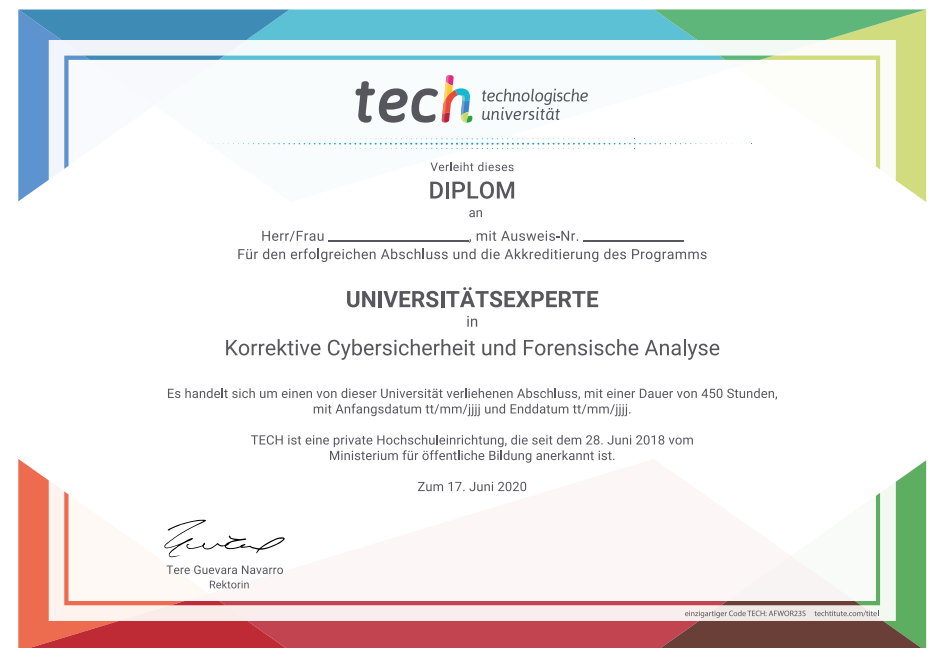 tech technologische
universität
Verleiht dieses
DIPLOM
an
Herr/Frau ____________________, mit Ausweis-Nr. ______________
Für den erfolgreichen Abschluss und die Akkreditierung des Programms
UNIVERSITÄTSEXPERTE
in
Korrektive Cybersicherheit und Forensische Analyse
Es handelt sich um einen von dieser Universität verliehenen Abschluss, mit einer Dauer von 450 Stunden,
mit Anfangsdatum tt/mm/jjjj und Enddatum tt/mm/jjjj.
TECH ist eine private Hochschuleinrichtung, die seit dem 28. Juni 2018 vom
Ministerium für öffentliche Bildung anerkannt ist.
Zum 17. Juni 2020
Tere Guevara Navarro
Rektorin
einzigartiger Code TECH: AFWOR23S techtitute.com/titel